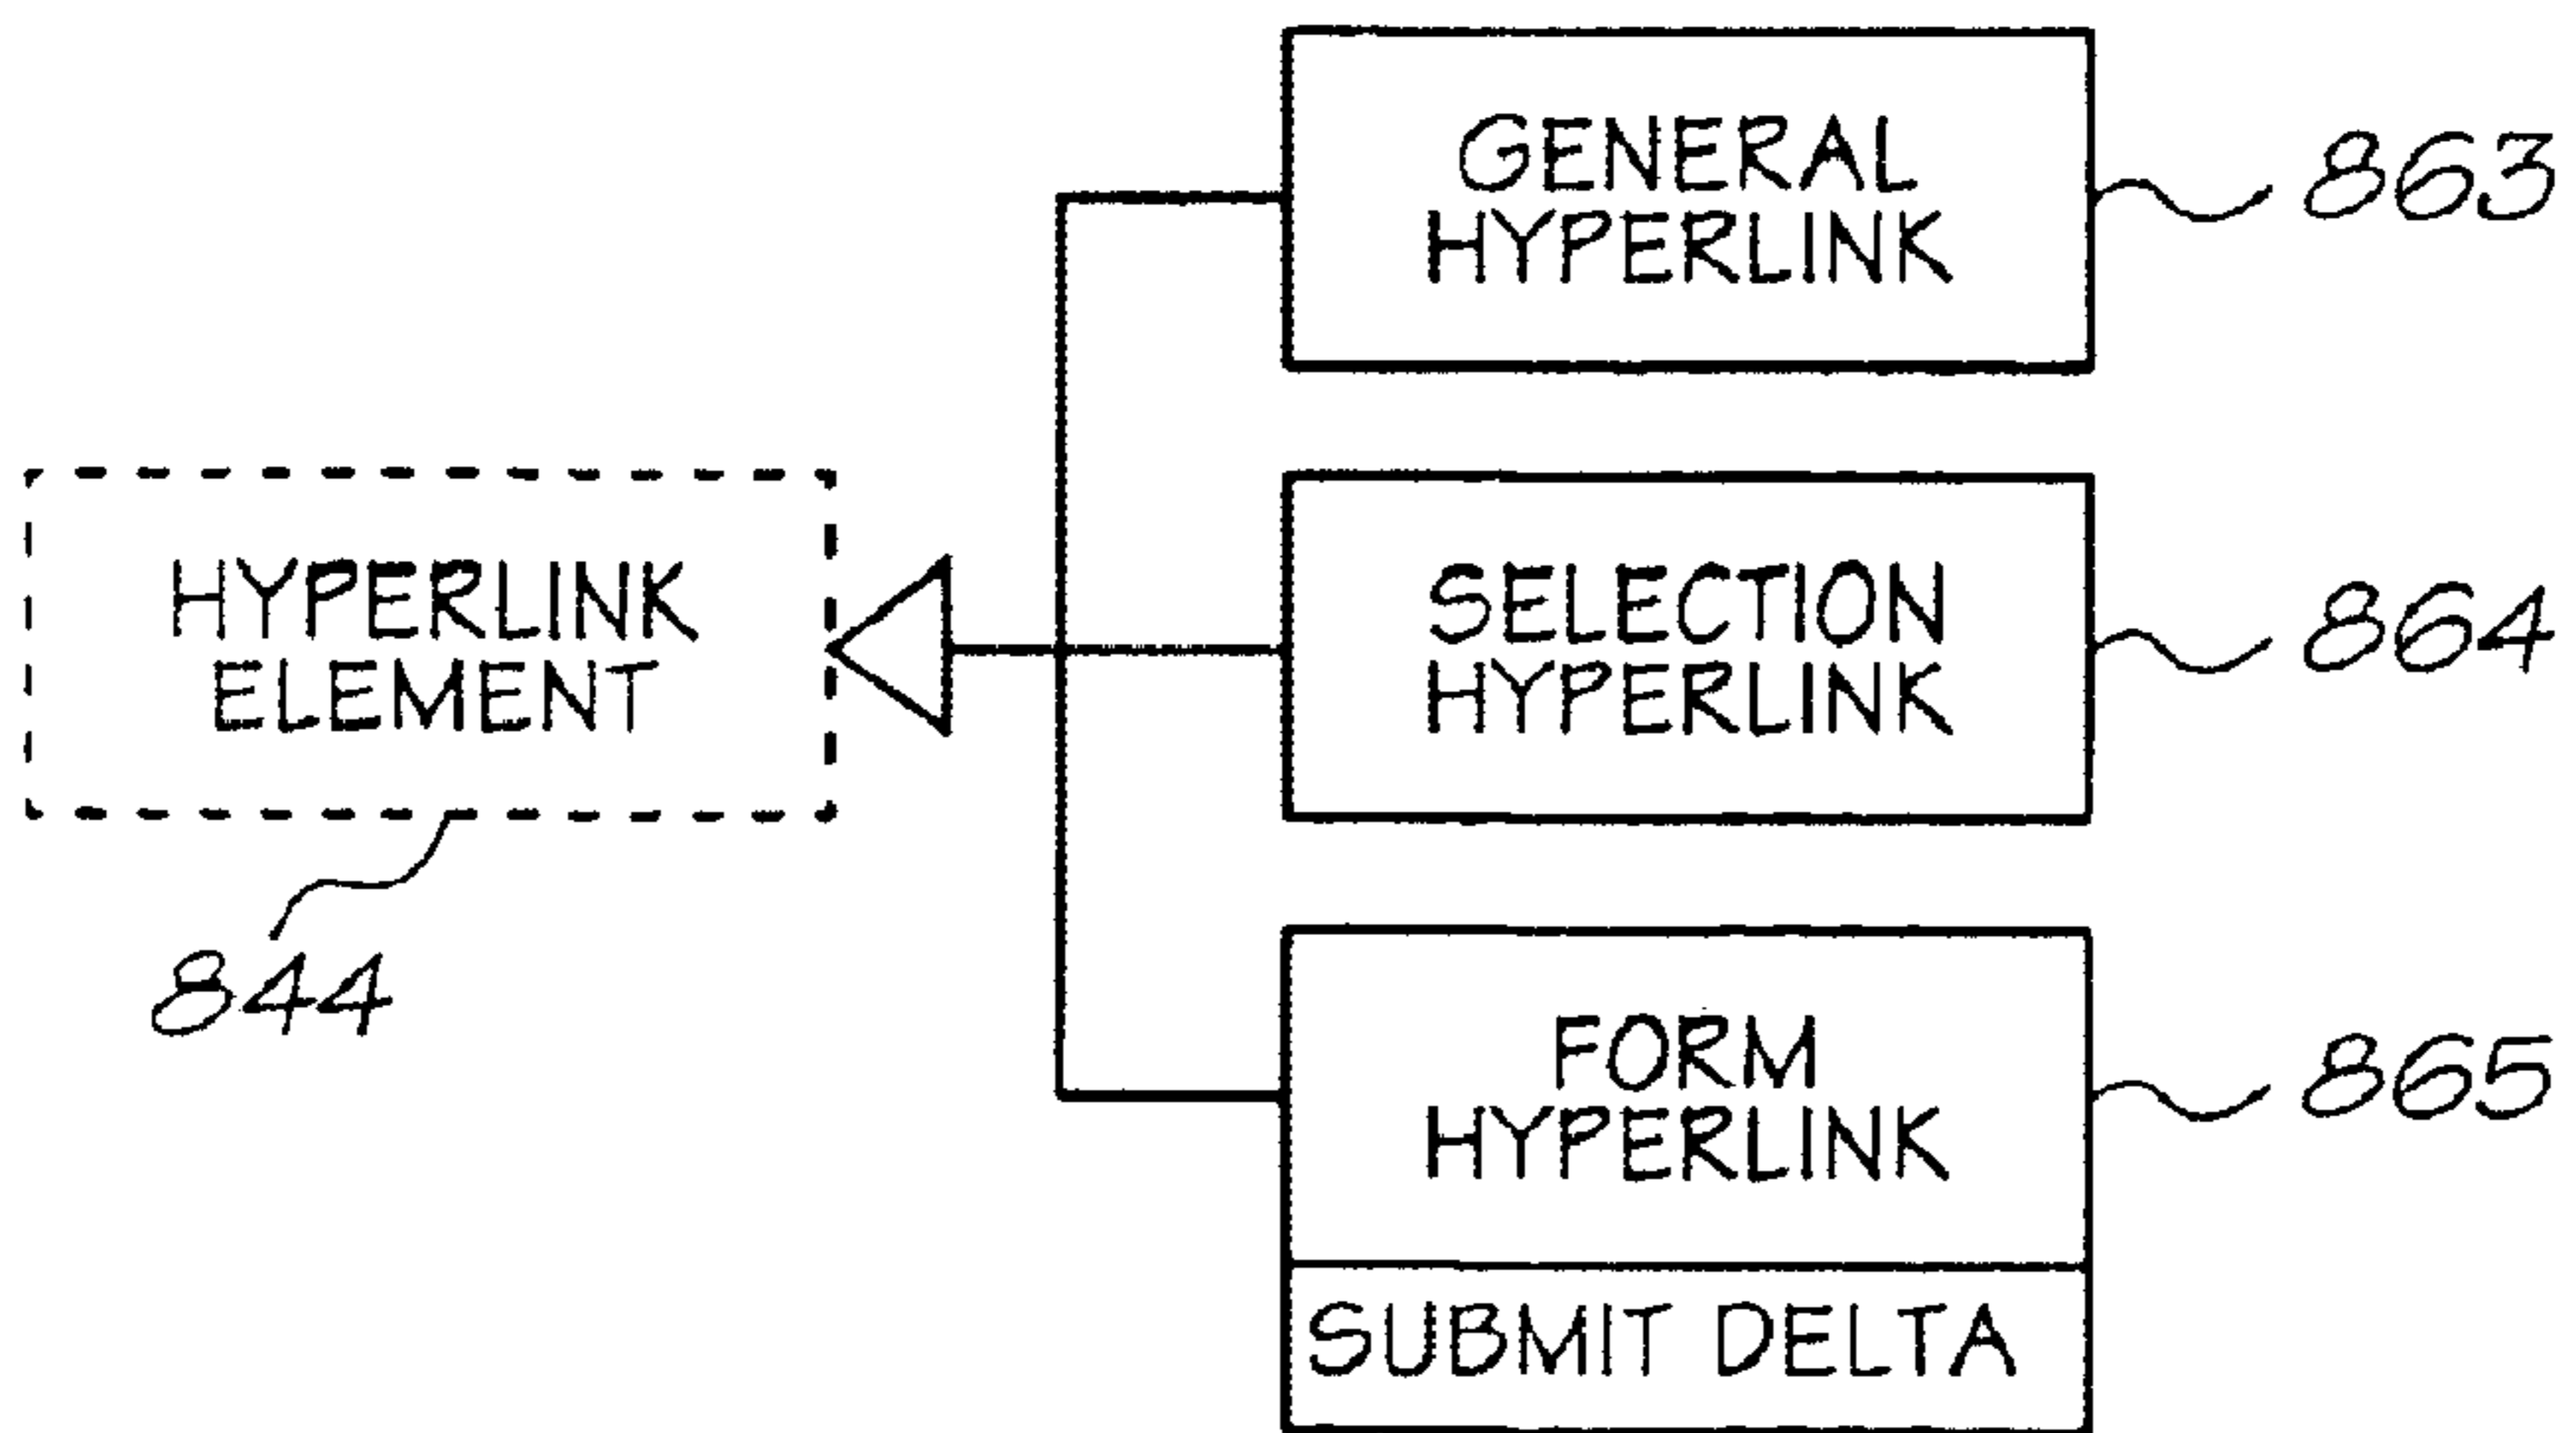 GENERAL
HYPERLINK
863
HYPERLINK
ELEMENT
844
SELECTION
HYPERLINK
864
FORM
HYPERLINK
865
SUBMIT DELTA